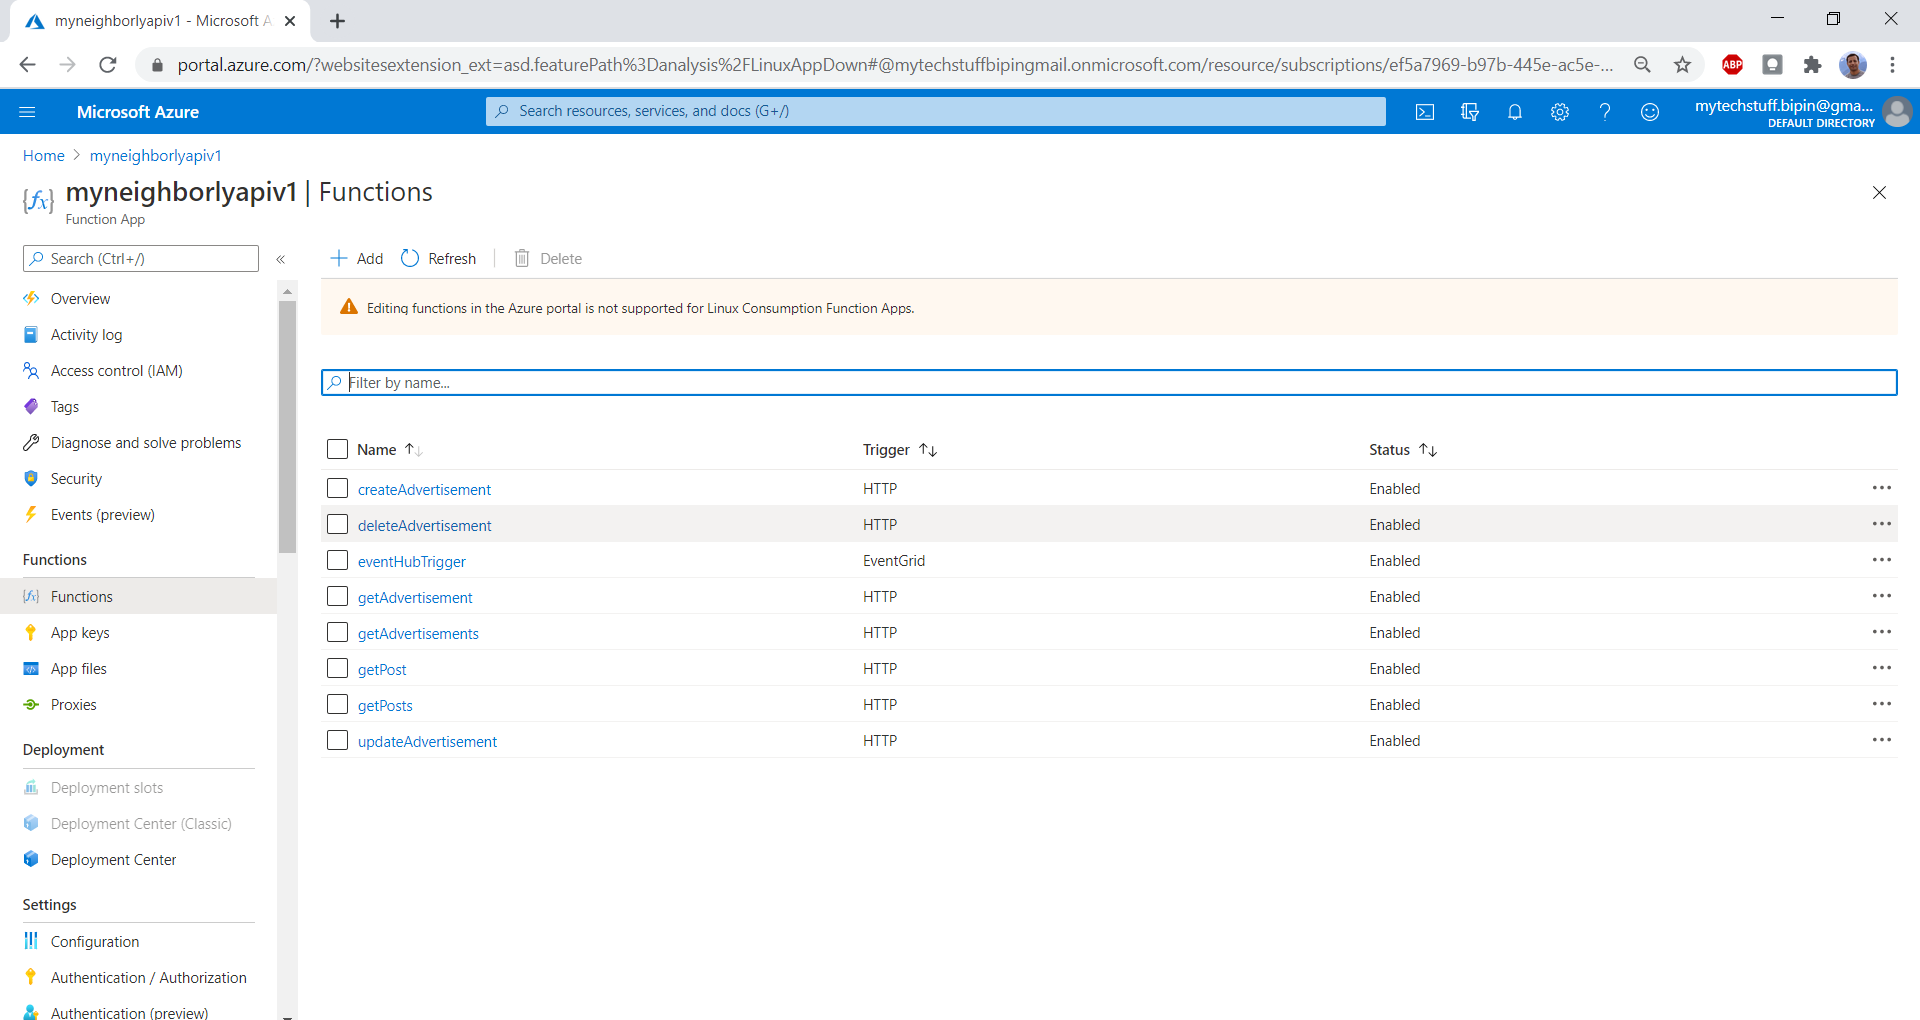 myneighborlyapiv1 - Microsoft A
portal.azure.com/?websitesextension_ext=asd.featurePath%3Danalysis%2FLinuxAppDown#@mytechstuffbipingmail.onmicrosoft.com/resource/subscriptions/ef5a7969-b97b-445e-ac5e-...
ABP
Microsoft Azure
Search resources, services, and docs (G+/)
mytechstuff.bipin@gma...
DEFAULT DIRECTORY
Home > myneighborlyapiv1
myneighborlyapiv1 | Functions
Function App
Search (Ctrl+/)
«
Overview
Activity log
Access control (IAM)
Tags
Diagnose and solve problems
Security
Events (preview)
Functions
Functions
App keys
App files
Proxies
Deployment
Deployment slots
Deployment Center (Classic)
Deployment Center
Settings
Configuration
Authentication / Authorization
Authentication (preview)
Add Refresh Delete
Editing functions in the Azure portal is not supported for Linux Consumption Function Apps.
Filter by name...
Name Trigger Status
createAdvertisement HTTP Enabled
deleteAdvertisement HTTP Enabled
eventHubTrigger EventGrid Enabled
getAdvertisement HTTP Enabled
getAdvertisements HTTP Enabled
getPost HTTP Enabled
getPosts HTTP Enabled
updateAdvertisement HTTP Enabled